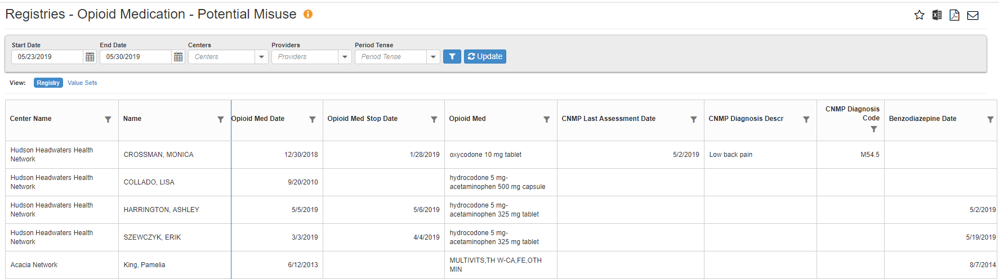 Registries - Opioid Medication - Potential Misuse
Start Date End Date Centers Providers Period Tense
05/23/2019 05/30/2019 Centers Providers Period Tense Update
View: Registry Value Sets
Center Name Name Opioid Med Date Opioid Med Stop Date Opioid Med CNMP Last Assessment Date CNMP Diagnosis Descr CNMP Diagnosis Code Benzodiazepine Date
Hudson Headwaters Health Network CROSSMAN, MONICA 12/30/2018 1/28/2019 oxycodone 10 mg tablet 5/2/2019 Low back pain M54.5
Hudson Headwaters Health Network COLLADO, LISA 9/20/2010 hydrocodone 5 mg-acetaminophen 500 mg capsule
Hudson Headwaters Health Network HARRINGTON, ASHLEY 5/5/2019 5/6/2019 hydrocodone 5 mg-acetaminophen 325 mg tablet 5/2/2019
Hudson Headwaters Health Network SZEWCZYK, ERIK 3/3/2019 4/4/2019 hydrocodone 5 mg-acetaminophen 325 mg tablet 5/19/2019
Acacia Network King, Pamelia 6/12/2013 MULTIVITS,TH W-CA,FE,OTH MIN 8/7/2014